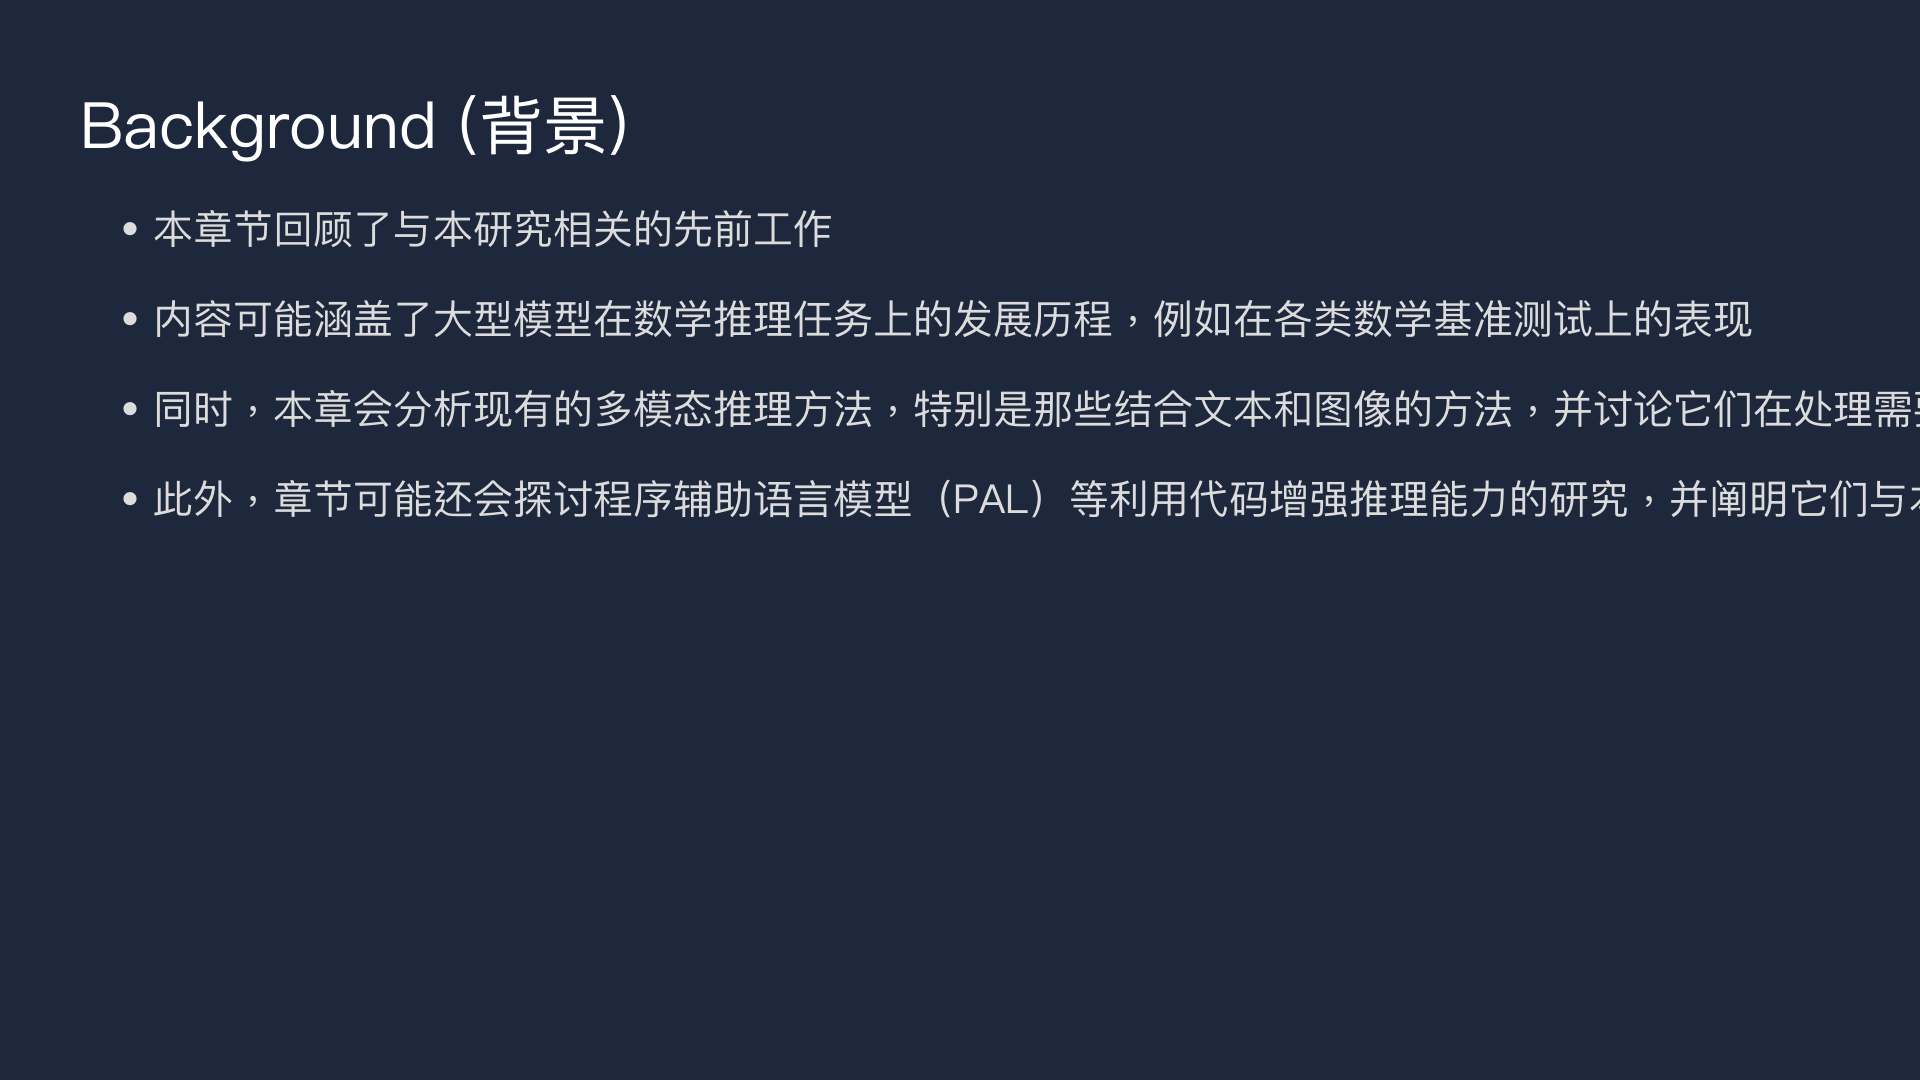 Background (背景)
• 本章节回顾了与本研究相关的先前工作
• 内容可能涵盖了大型模型在数学推理任务上的发展历程，例如在各类数学基准测试上的表现
• 同时，本章会分析现有的多模态推理方法，特别是那些结合文本和图像的方法，并讨论它们在处理需
• 此外，章节可能还会探讨程序辅助语言模型（PAL）等利用代码增强推理能力的研究，并阐明它们与